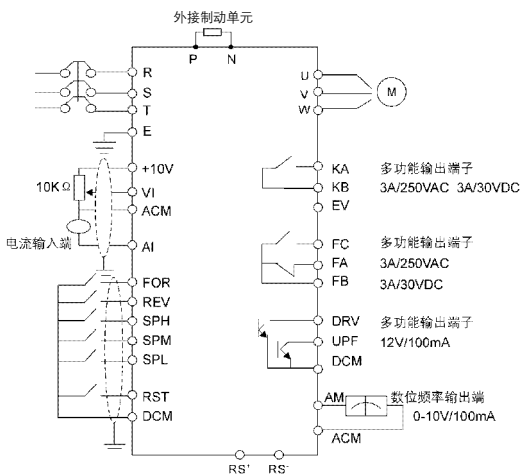 外接制动单元
P N
R
S
T
E
+10V
10KΩ
VI
ACM
电流输入端
AI
FOR
REV
SPH
SPM
SPL
RST
DCM
U
V
W
M
KA 多功能输出端子
KB 3A/250VAC 3A/30VDC
EV
FC 多功能输出端子
FA 3A/250VAC
FB 3A/30VDC
DRV 多功能输出端子
UPF 12V/100mA
DCM
AM 数位频率输出端
0-10V/100mA
ACM
RS⁺ RS⁻